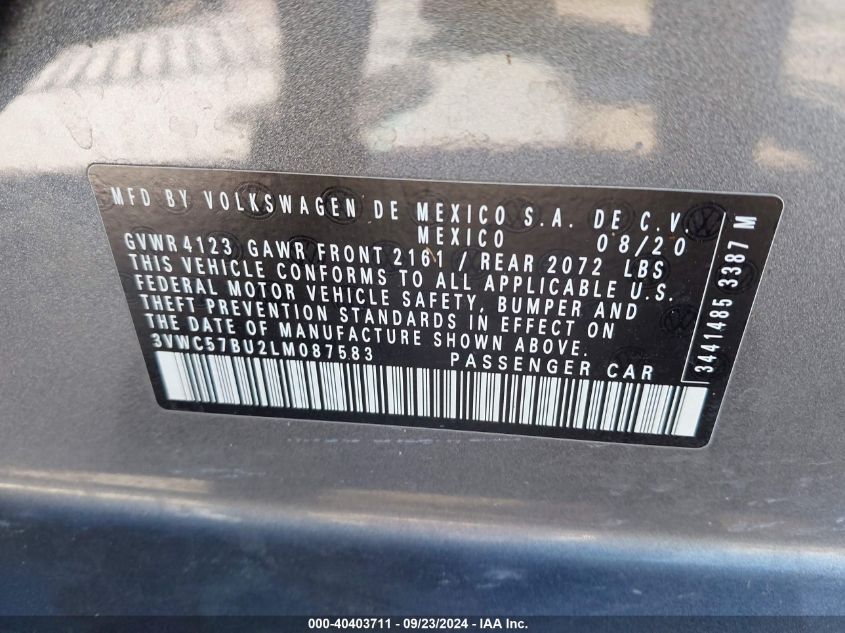 MFD BY VOLKSWAGEN DE MEXICO S.A. DE C.V
MEXICO 08/20
GVWR 4123 GAWR FRONT 2161 / REAR 2072 LBS
THIS VEHICLE CONFORMS TO ALL APPLICABLE U.S.
FEDERAL MOTOR VEHICLE SAFETY, BUMPER AND
THEFT PREVENTION STANDARDS IN EFFECT ON
THE DATE OF MANUFACTURE SHOWN ABOVE.
3VWC57BU2LM087583 PASSENGER CAR
3441485 3387 M
000-40403711 - 09/23/2024 - IAA Inc.